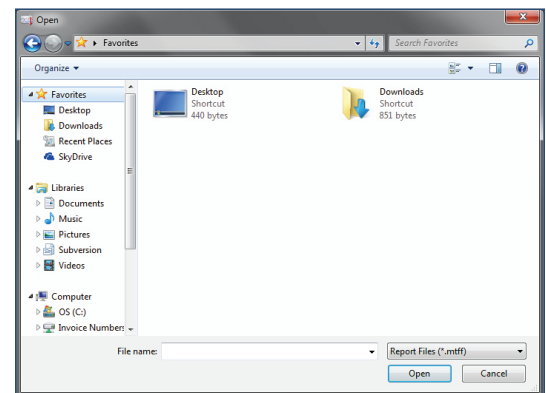 Open
Favorites
Search Favorites
Organize
Favorites
Desktop
Downloads
Recent Places
SkyDrive
Libraries
Documents
Music
Pictures
Subversion
Videos
Computer
OS (C:)
Invoice Numbers
Desktop
Shortcut
440 bytes
Downloads
Shortcut
851 bytes
File name:
Report Files (*.mtff)
Open
Cancel